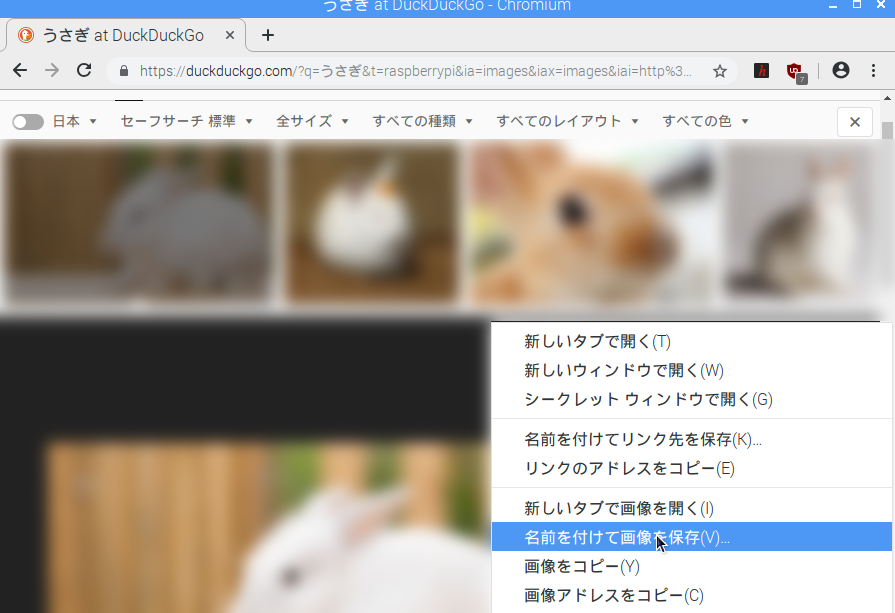 うさぎ at DuckDuckGo - Chromium
うさぎ at DuckDuckGo
https://duckduckgo.com/?q=うさぎ&t=raspberrypi&ia=images&iax=images&iai=http%3...
h
7
日本 セーフサーチ 標準 全サイズ すべての種類 すべてのレイアウト すべての色
新しいタブで開く(T)
新しいウィンドウで開く(W)
シークレット ウィンドウで開く(G)
名前を付けてリンク先を保存(K)...
リンクのアドレスをコピー(E)
新しいタブで画像を開く(I)
名前を付けて画像を保存(V)...
画像をコピー(Y)
画像アドレスをコピー(C)